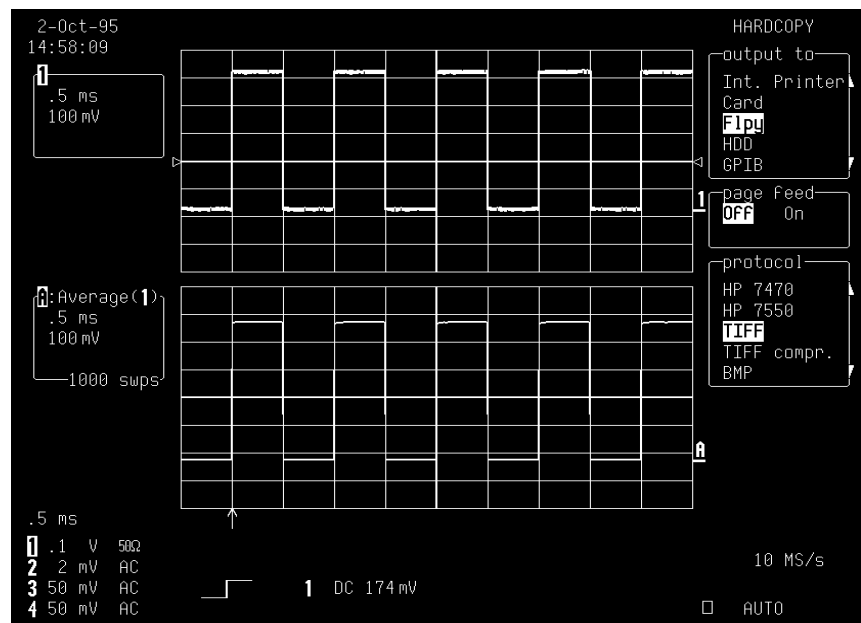 2-Oct-95
14:58:09
HARDCOPY
output to
Int. Printer
Card
Flpy
HDD
GPIB
1
.5 ms
100 mV
1
page feed
Off On
protocol
HP 7470
HP 7550
TIFF
TIFF compr.
BMP
A:Average(1)
.5 ms
100 mV
1000 swps
A
.5 ms
1 .1 V 50Ω
2 2 mV AC
3 50 mV AC
4 50 mV AC
1 DC 174 mV
10 MS/s
AUTO